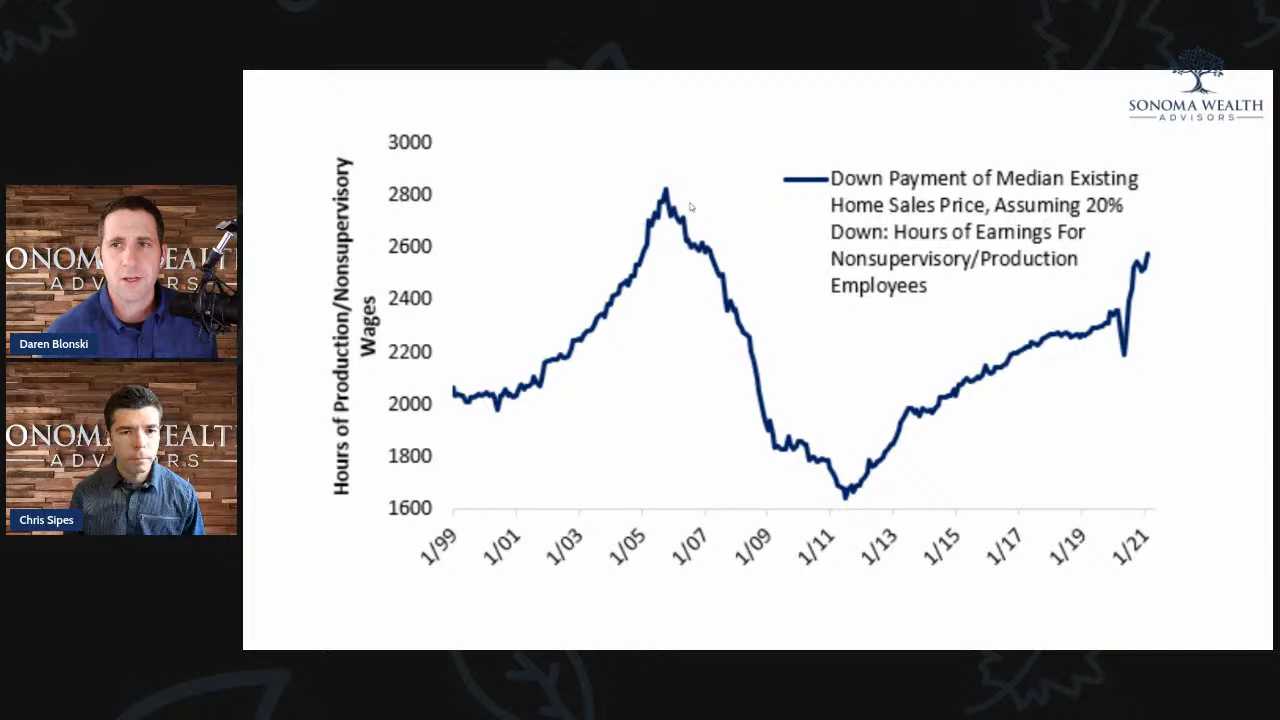 SONOMA WEALTH
ADVISORS
Hours of Production/Nonsupervisory
Wages
3000
2800
2600
2400
2200
2000
1800
1600
Down Payment of Median Existing
Home Sales Price, Assuming 20%
Down: Hours of Earnings For
Nonsupervisory/Production
Employees
1/99
1/01
1/03
1/05
1/07
1/09
1/11
1/13
1/15
1/17
1/19
1/21
Daren Blonski
Chris Sipes